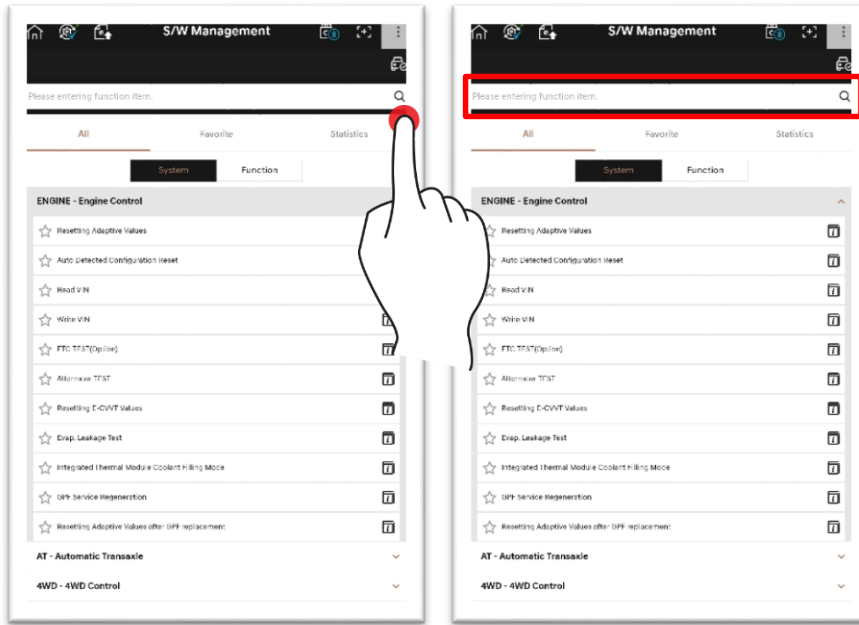 S/W Management
Please entering function item.
All Favorite Statistics
System Function
ENGINE - Engine Control
Resetting Adaptive Values
Auto Detected Configuration Reset
Read VIN
Write VIN
ETC TEST(Option)
Alternator TEST
Resetting E-CVVT Values
Evap. Leakage Test
Integrated Thermal Module Coolant Filling Mode
GPF Service Regeneration
Resetting Adaptive Values after GPF replacement
AT - Automatic Transaxle
4WD - 4WD Control
S/W Management
Please entering function item.
All Favorite Statistics
System Function
ENGINE - Engine Control
Resetting Adaptive Values
Auto Detected Configuration Reset
Read VIN
Write VIN
ETC TEST(Option)
Alternator TEST
Resetting E-CVVT Values
Evap. Leakage Test
Integrated Thermal Module Coolant Filling Mode
GPF Service Regeneration
Resetting Adaptive Values after GPF replacement
AT - Automatic Transaxle
4WD - 4WD Control